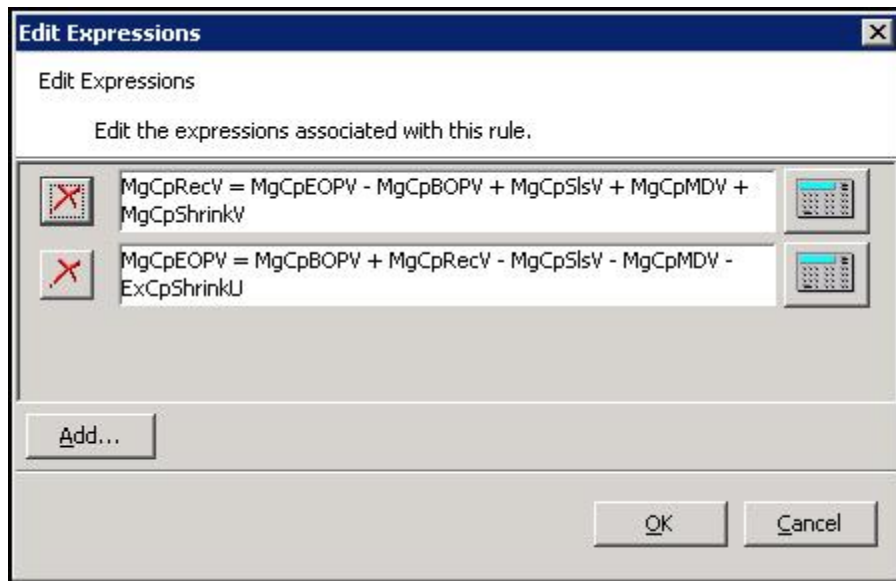 Edit Expressions
Edit Expressions
Edit the expressions associated with this rule.
MgCpRecV = MgCpEOPV - MgCpBOPV + MgCpSlsV + MgCpMDV +
MgCpShrinkV
MgCpEOPV = MgCpBOPV + MgCpRecV - MgCpSlsV - MgCpMDV -
ExCpShrinkU
Add...
OK
Cancel